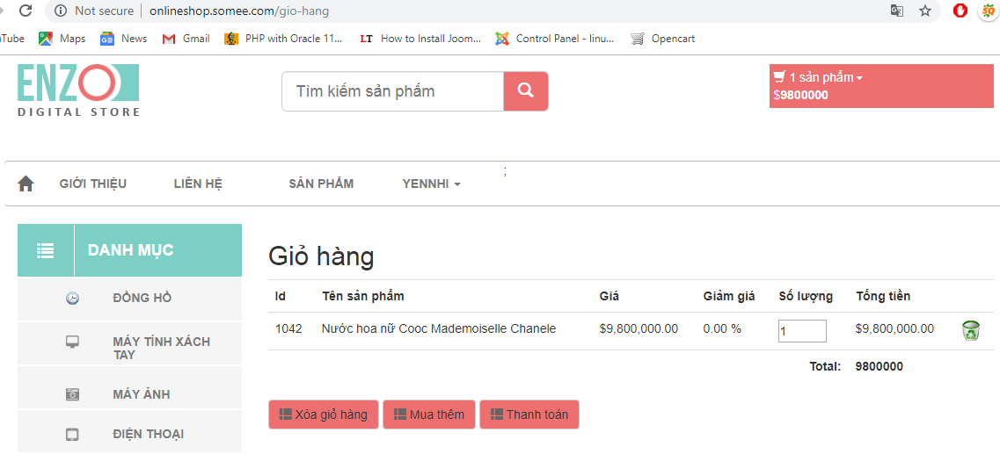 Not secure | onlineshop.somee.com/gio-hang
uTube Maps News Gmail PHP with Oracle 11... LT How to Install Joom... Control Panel - linu... Opencart
ENZO
DIGITAL STORE
Tìm kiếm sản phẩm
1 sản phẩm
$9800000
;
GIỚI THIỆU LIÊN HỆ SẢN PHẨM YENNHI
DANH MỤC
ĐỒNG HỒ
MÁY TÍNH XÁCH
TAY
MÁY ẢNH
ĐIỆN THOẠI
Giỏ hàng
Id Tên sản phẩm Giá Giảm giá Số lượng Tổng tiền
1042 Nước hoa nữ Cooc Mademoiselle Chanele $9,800,000.00 0.00 % 1 $9,800,000.00
Total: 9800000
Xóa giỏ hàng Mua thêm Thanh toán